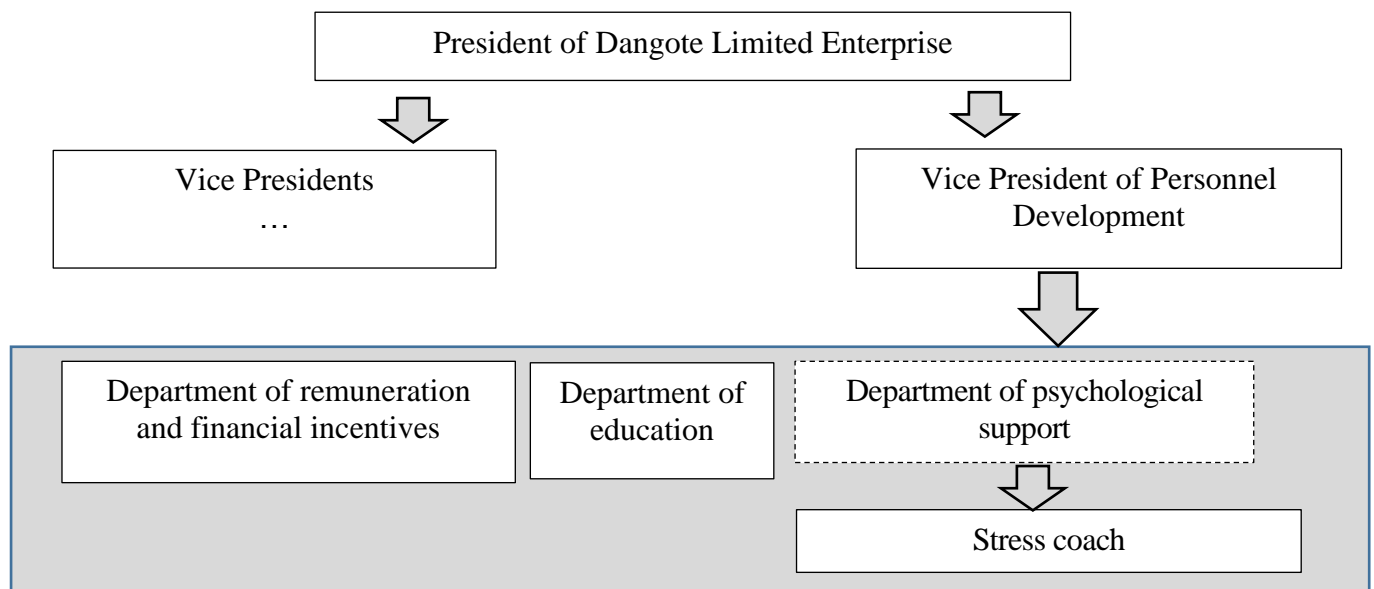 President of Dangote Limited Enterprise
Vice Presidents
…
Vice President of Personnel
Development
Department of remuneration
and financial incentives
Department of
education
Department of psychological
support
Stress coach